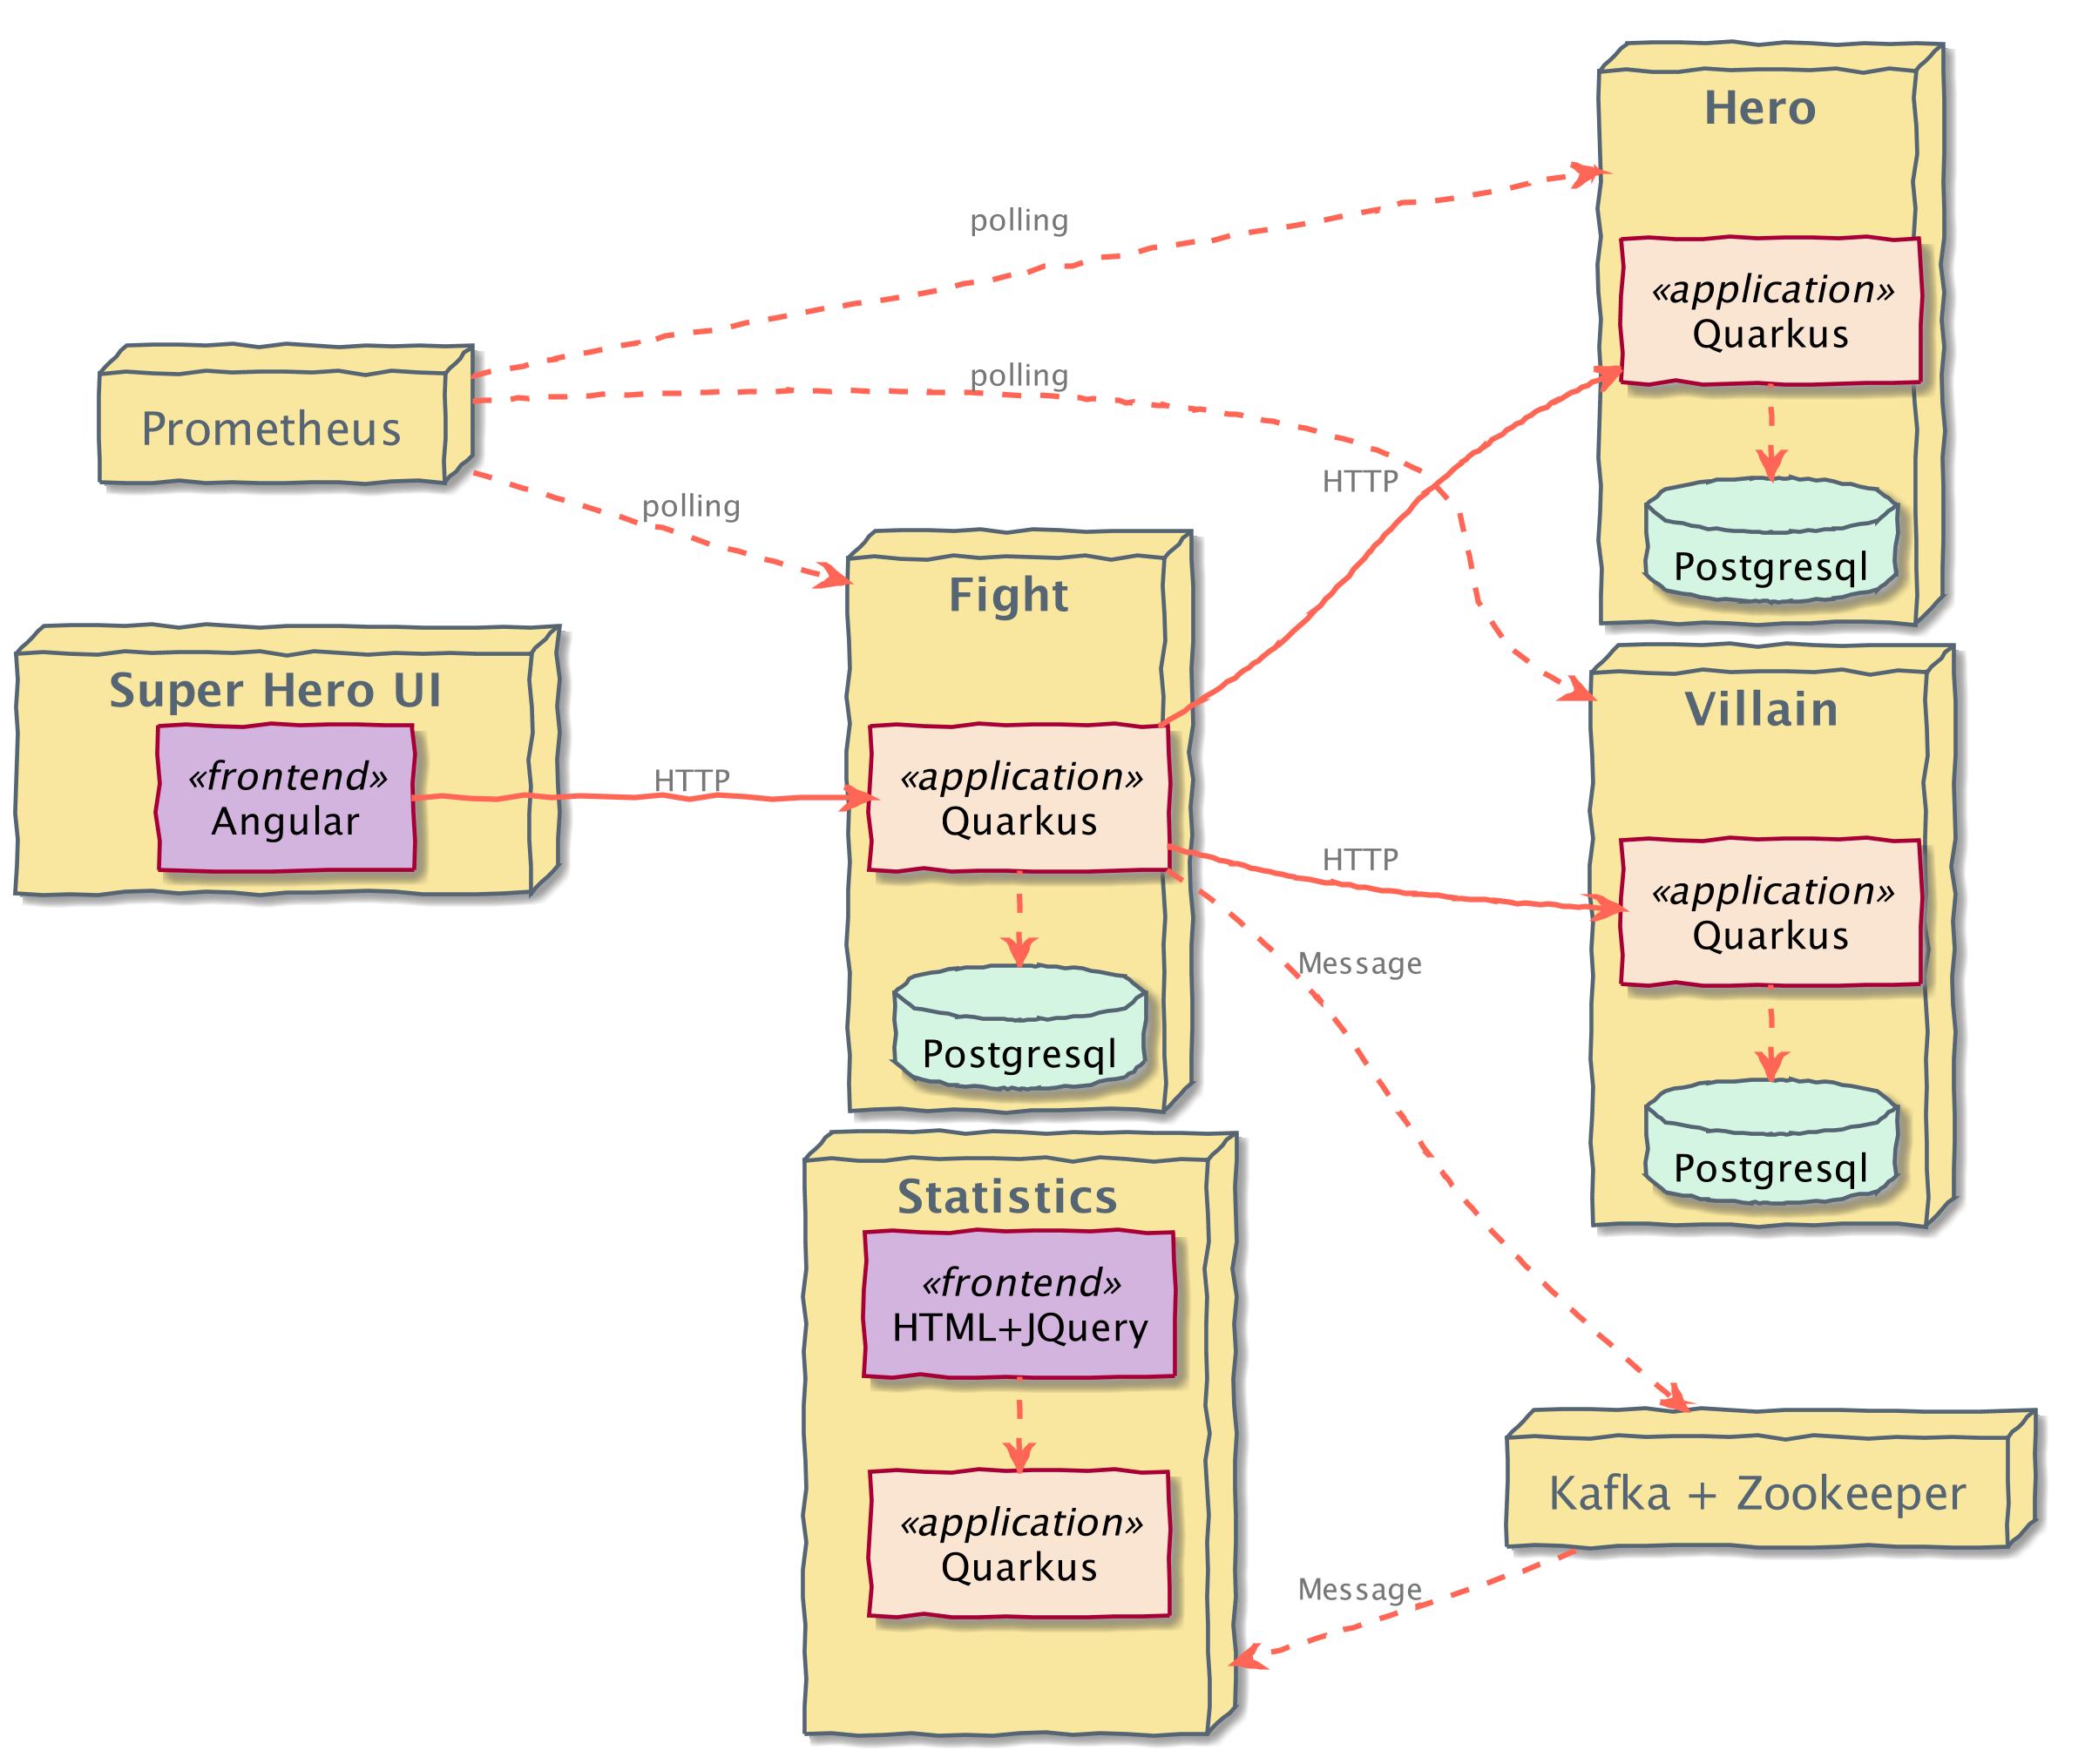 Hero
«application»
Quarkus
Postgresql
polling
polling
polling
Prometheus
HTTP
Fight
«application»
Quarkus
Postgresql
Super Hero UI
«frontend»
Angular
HTTP
Villain
«application»
Quarkus
Postgresql
HTTP
Message
Statistics
«frontend»
HTML+JQuery
«application»
Quarkus
Kafka + Zookeeper
Message